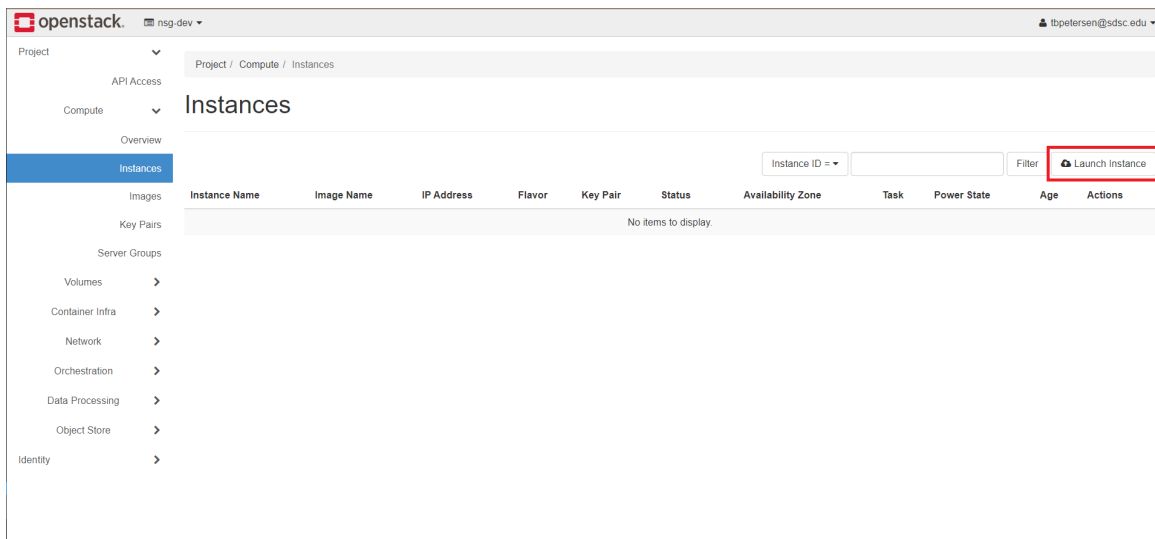 openstack. nsg-dev tbpetersen@sdsc.edu
Project
API Access
Compute
Overview
Instances
Images
Key Pairs
Server Groups
Volumes
Container Infra
Network
Orchestration
Data Processing
Object Store
Identity
Project / Compute / Instances
Instances
Instance ID = Filter Launch Instance
Instance Name Image Name IP Address Flavor Key Pair Status Availability Zone Task Power State Age Actions
No items to display.